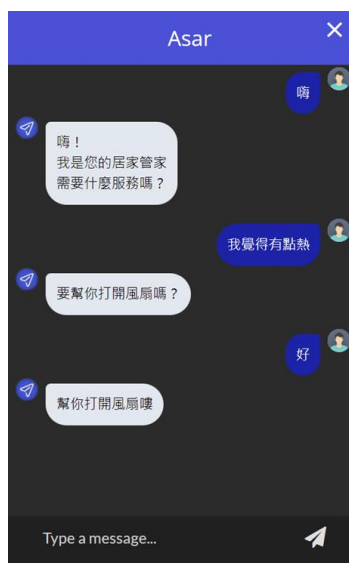 Asar
×
嗨
嗨！
我是您的居家管家
需要什麼服務嗎？
我覺得有點熱
要幫你打開風扇嗎？
好
幫你打開風扇嘍
Type a message...